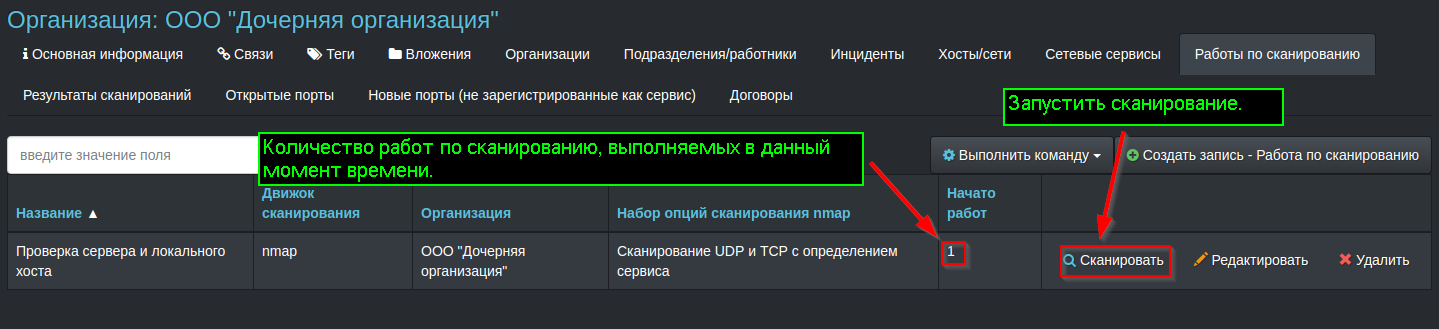 Организация: ООО "Дочерняя организация"
Основная информация Связи Теги Вложения Организации Подразделения/работники Инциденты Хосты/сети Сетевые сервисы Работы по сканированию
Результаты сканирований Открытые порты Новые порты (не зарегистрированные как сервис) Договоры
Запустить сканирование.
Количество работ по сканированию, выполняемых в данный
момент времени.
введите значение поля
Выполнить команду
Создать запись - Работа по сканированию
Название ▲
Движок
сканирования
Организация
Набор опций сканирования nmap
Начато
работ
Проверка сервера и локального
хоста
nmap
ООО "Дочерняя
организация"
Сканирование UDP и TCP с определением
сервиса
1
Сканировать
Редактировать
Удалить